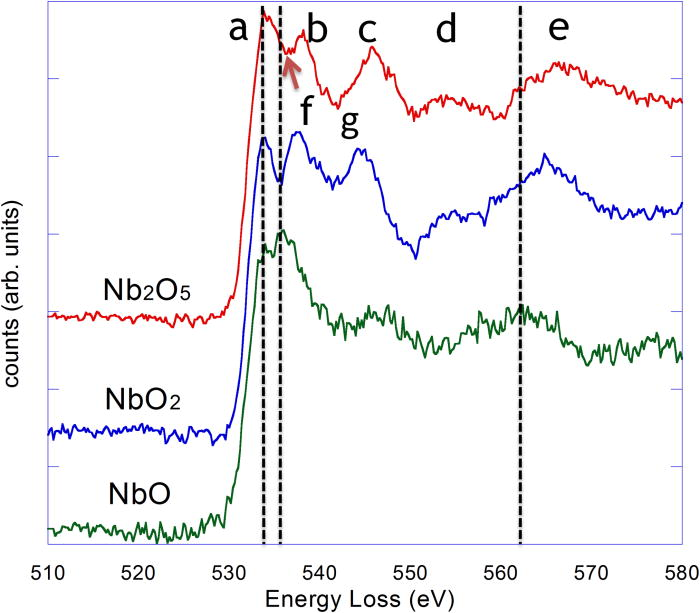 a b c d e
f g
Nb2O5
NbO2
NbO
counts (arb. units)
510 520 530 540 550 560 570 580
Energy Loss (eV)